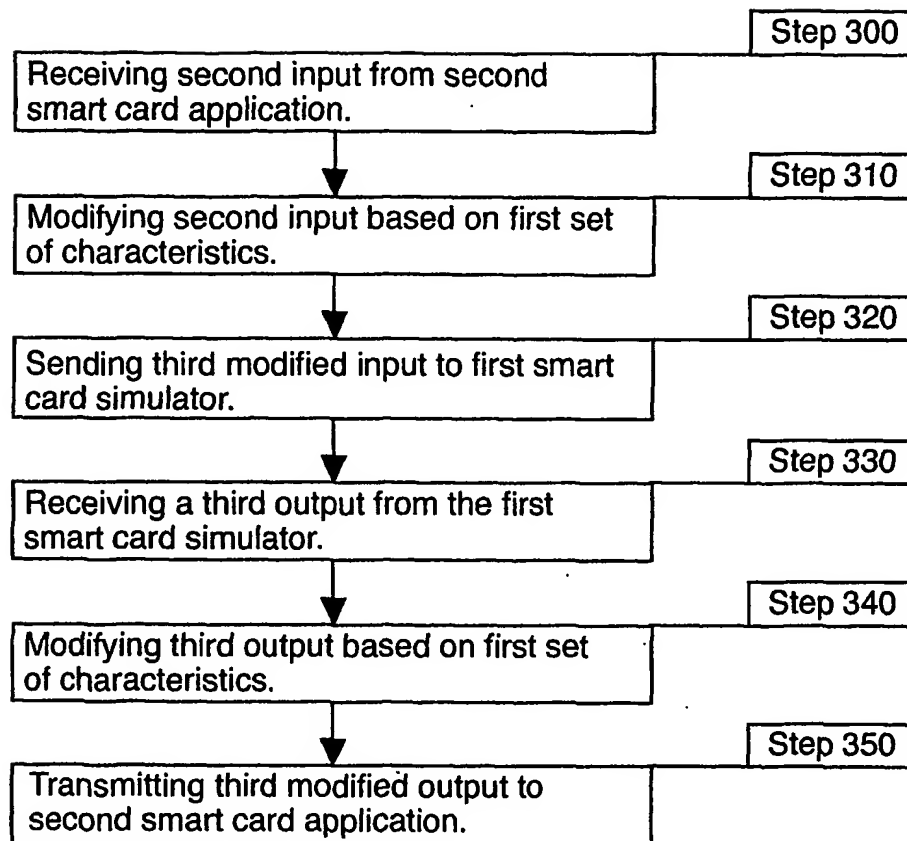 Step 300
Receiving second input from second
smart card application.
Step 310
Modifying second input based on first set
of characteristics.
Step 320
Sending third modified input to first smart
card simulator.
Step 330
Receiving a third output from the first
smart card simulator.
Step 340
Modifying third output based on first set
of characteristics.
Step 350
Transmitting third modified output to
second smart card application.